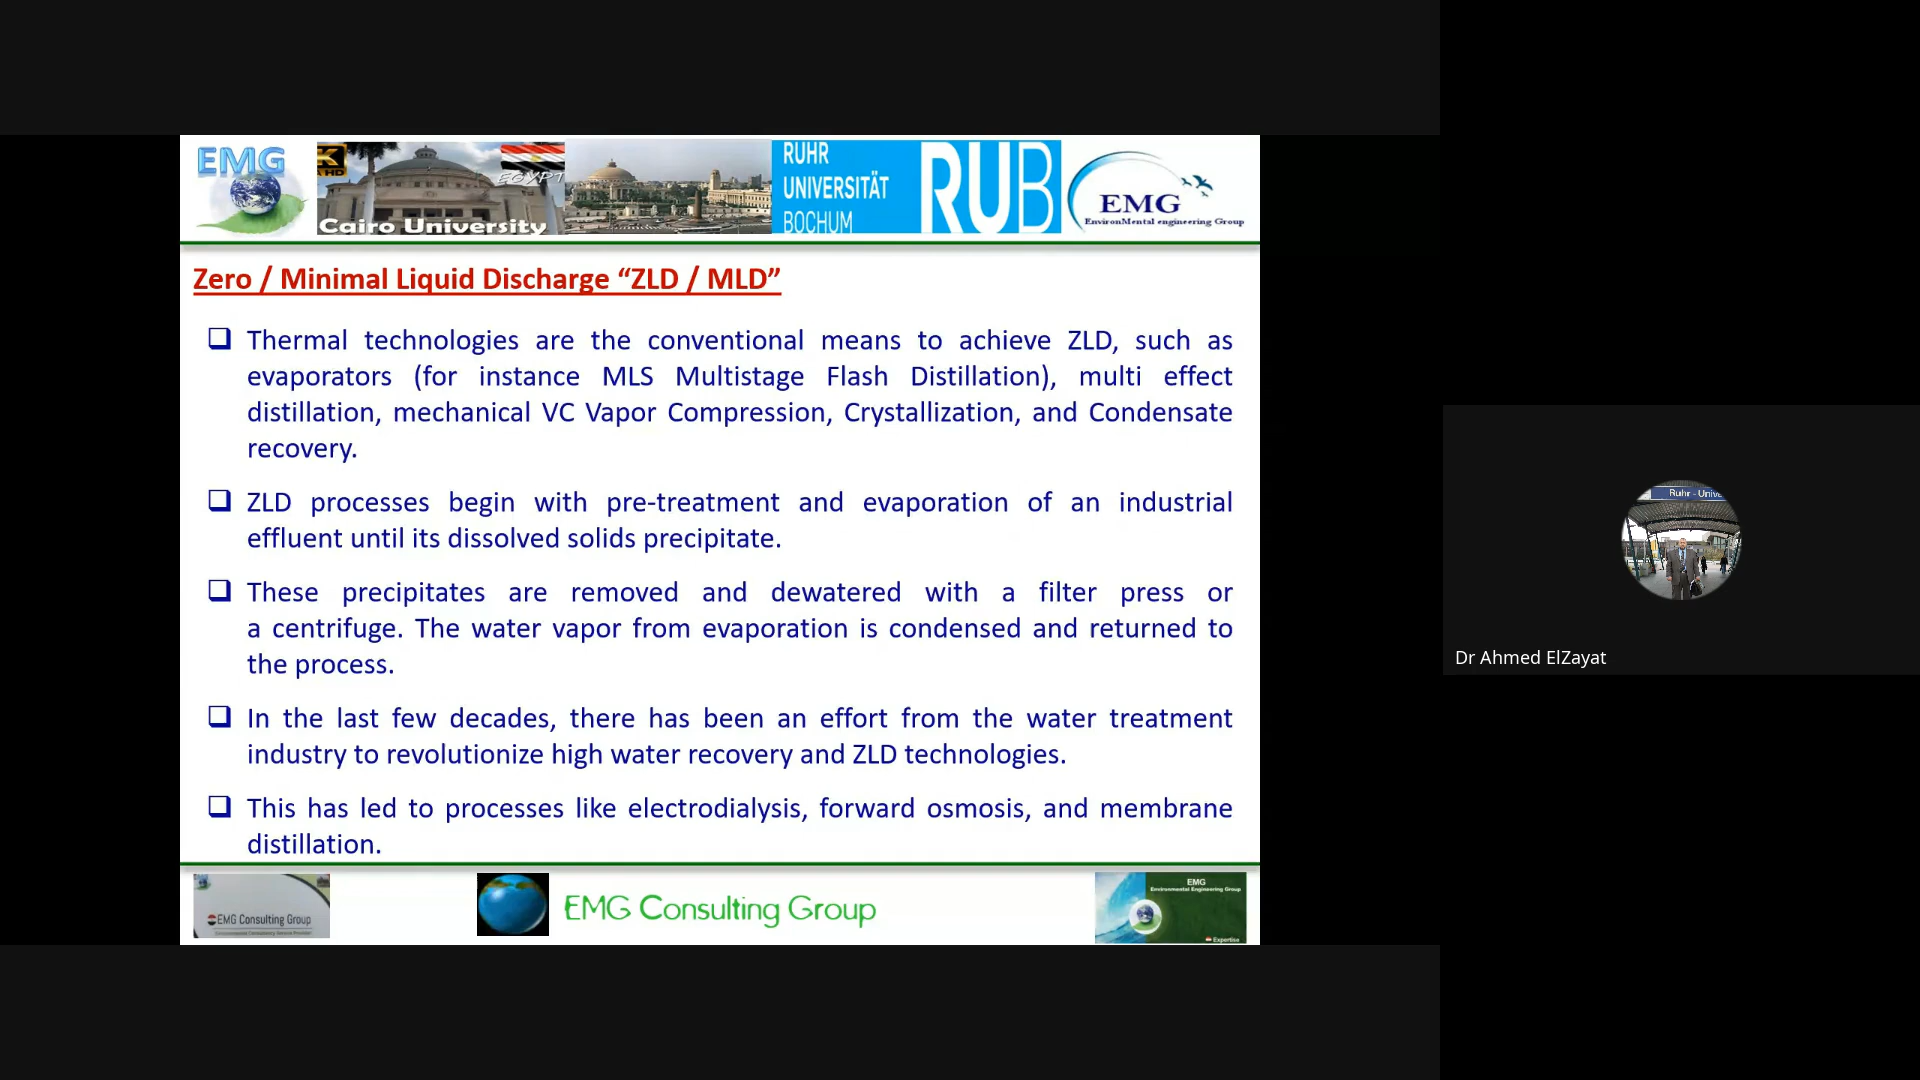 EMG
K
HD
EGYPT
Cairo University
RUHR
UNIVERSITÄT
BOCHUM
RUB
EMG
EnvironMental engineering Group
Zero / Minimal Liquid Discharge “ZLD / MLD”
Thermal technologies are the conventional means to achieve ZLD, such as
evaporators (for instance MLS Multistage Flash Distillation), multi effect
distillation, mechanical VC Vapor Compression, Crystallization, and Condensate
recovery.
ZLD processes begin with pre-treatment and evaporation of an industrial
effluent until its dissolved solids precipitate.
These precipitates are removed and dewatered with a filter press or
a centrifuge. The water vapor from evaporation is condensed and returned to
the process.
In the last few decades, there has been an effort from the water treatment
industry to revolutionize high water recovery and ZLD technologies.
This has led to processes like electrodialysis, forward osmosis, and membrane
distillation.
Ruhr - Unive
Dr Ahmed ElZayat
EMG Consulting Group
EMG Consulting Group
EMG
Environmental Engineering Group
Expertise